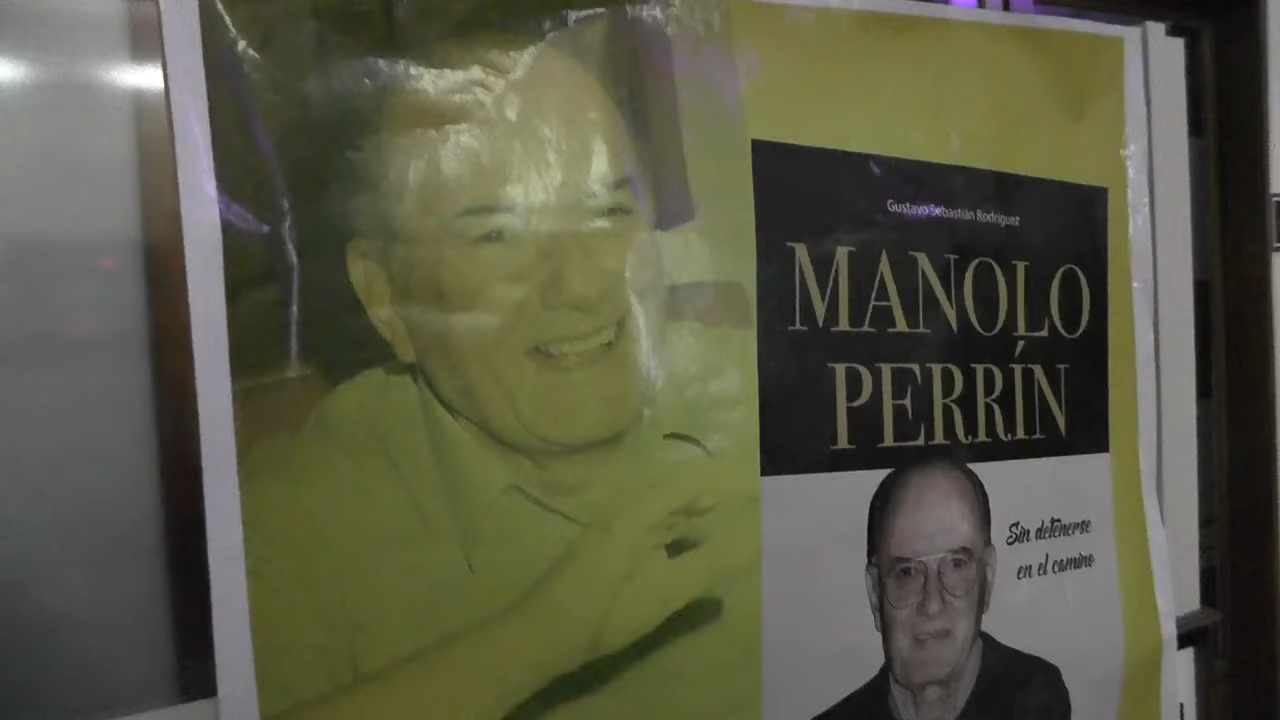 Gustavo Sebastián Rodríguez
MANOLO
PERRÍN
Sin detenerse
en el camino